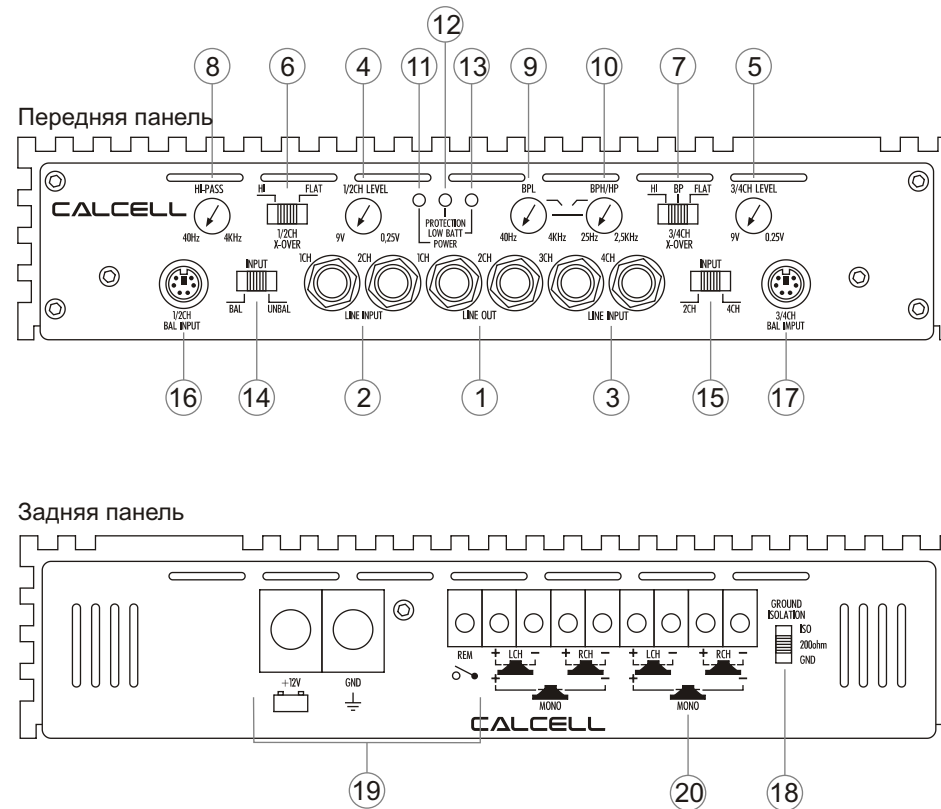 12
8 6 4 11 13 9 10 7 5
Передняя панель
HI-PASS HI FLAT 1/2CH LEVEL BPL BPH/HP HI BP FLAT 3/4CH LEVEL
CALCELL
40Hz 4KHz
1/2CH
X-OVER
9V 0,25V
PROTECTION
LOW BATT
POWER
40Hz 4KHz 25Hz 2,5KHz
3/4CH
X-OVER
9V 0.25V
INPUT 1CH 2CH 1CH 2CH 3CH 4CH INPUT
BAL UNBAL 2CH 4CH
1/2CH
BAL INPUT
LINE INPUT LINE OUT LINE INPUT
3/4CH
BAL IMPUT
16 14 2 1 3 15 17
Задняя панель
GROUND
ISOLATION
ISO
200ohm
GND
REM + LCH - + RCH - + LCH - + RCH -
+ - + -
+12V GND
MONO MONO
CALCELL
19 20 18